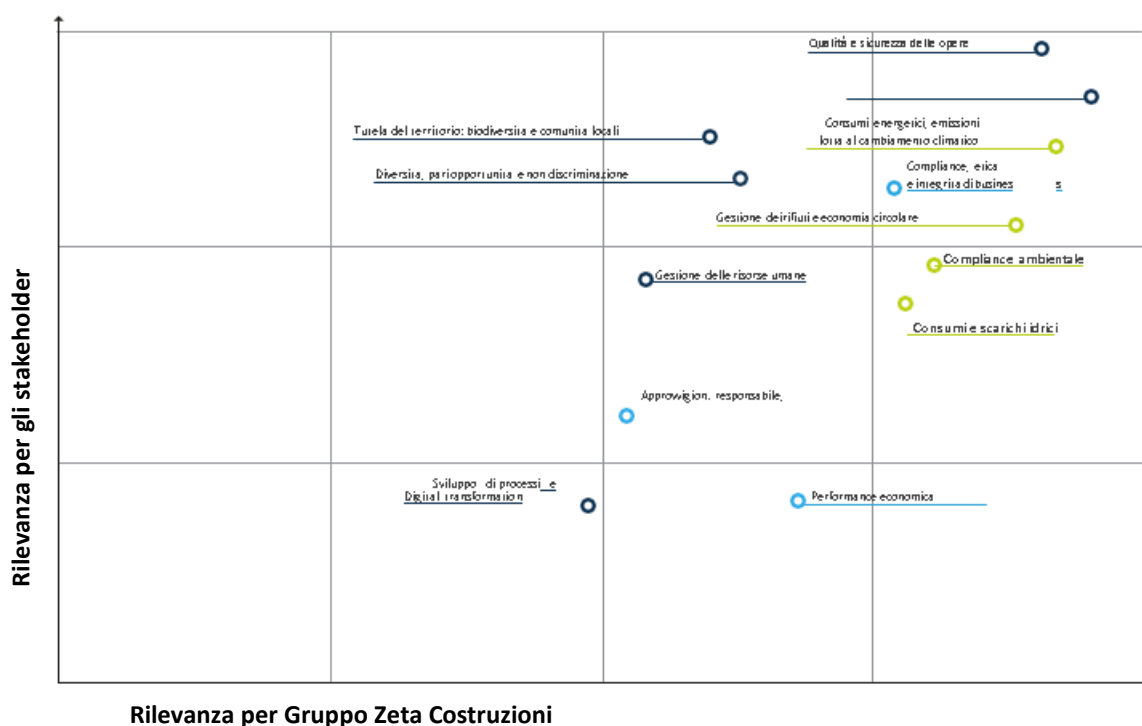 Qualità e sicurezza delle opere
Tutela del territorio: biodiversità e comunità locali
Consumi energetici, emissioni
lotta al cambiamento climatico
Diversità, pari opportunità e non discriminazione
Compliance, etica
e integrità di busines s
Gestione dei rifiuti e economia circolare
Compliance ambientale
Gestione delle risorse umane
Consumi e scarichi idrici
Approvvigion. responsabile,
Sviluppo di processi e
Digital Transformation
Performance economica
Rilevanza per gli stakeholder
Rilevanza per Gruppo Zeta Costruzioni